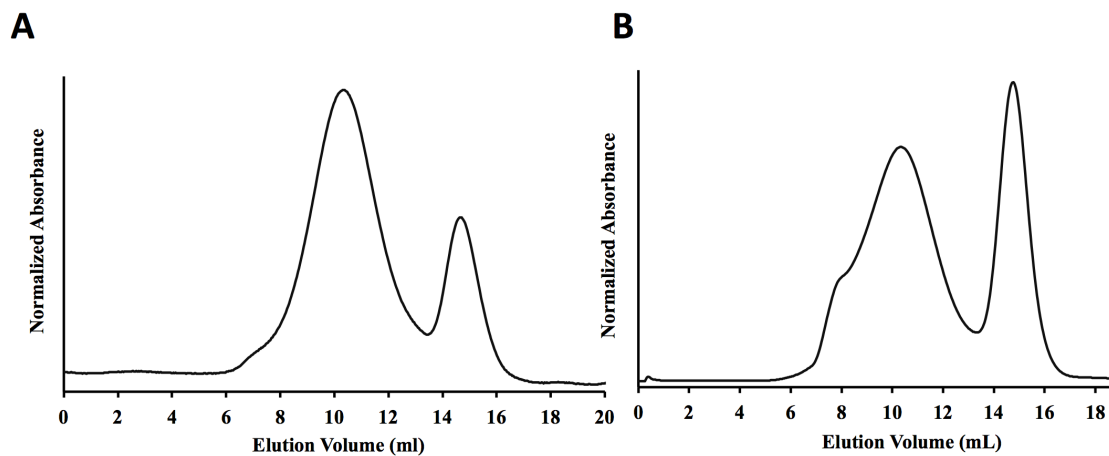 A
Normalized Absorbance
0 2 4 6 8 10 12 14 16 18 20
Elution Volume (ml)
B
Normalized Absorbance
0 2 4 6 8 10 12 14 16 18
Elution Volume (mL)